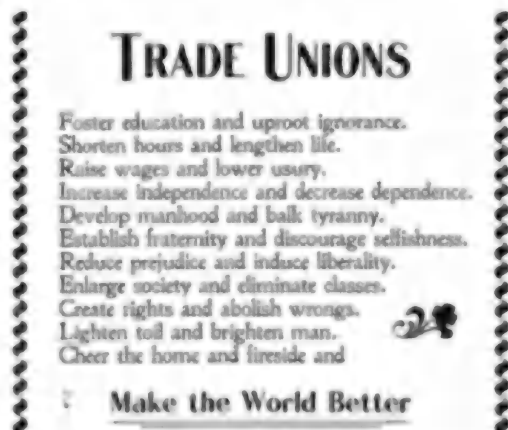 TRADE UNIONS
Foster education and uproot ignorance.
Shorten hours and lengthen life.
Raise wages and lower usury.
Increase independence and decrease dependence.
Develop manhood and balk tyranny.
Establish fraternity and discourage selfishness.
Reduce prejudice and induce liberality.
Enlarge society and eliminate classes.
Create rights and abolish wrongs.
Lighten toil and brighten man.
Cheer the home and fireside and
Make the World Better